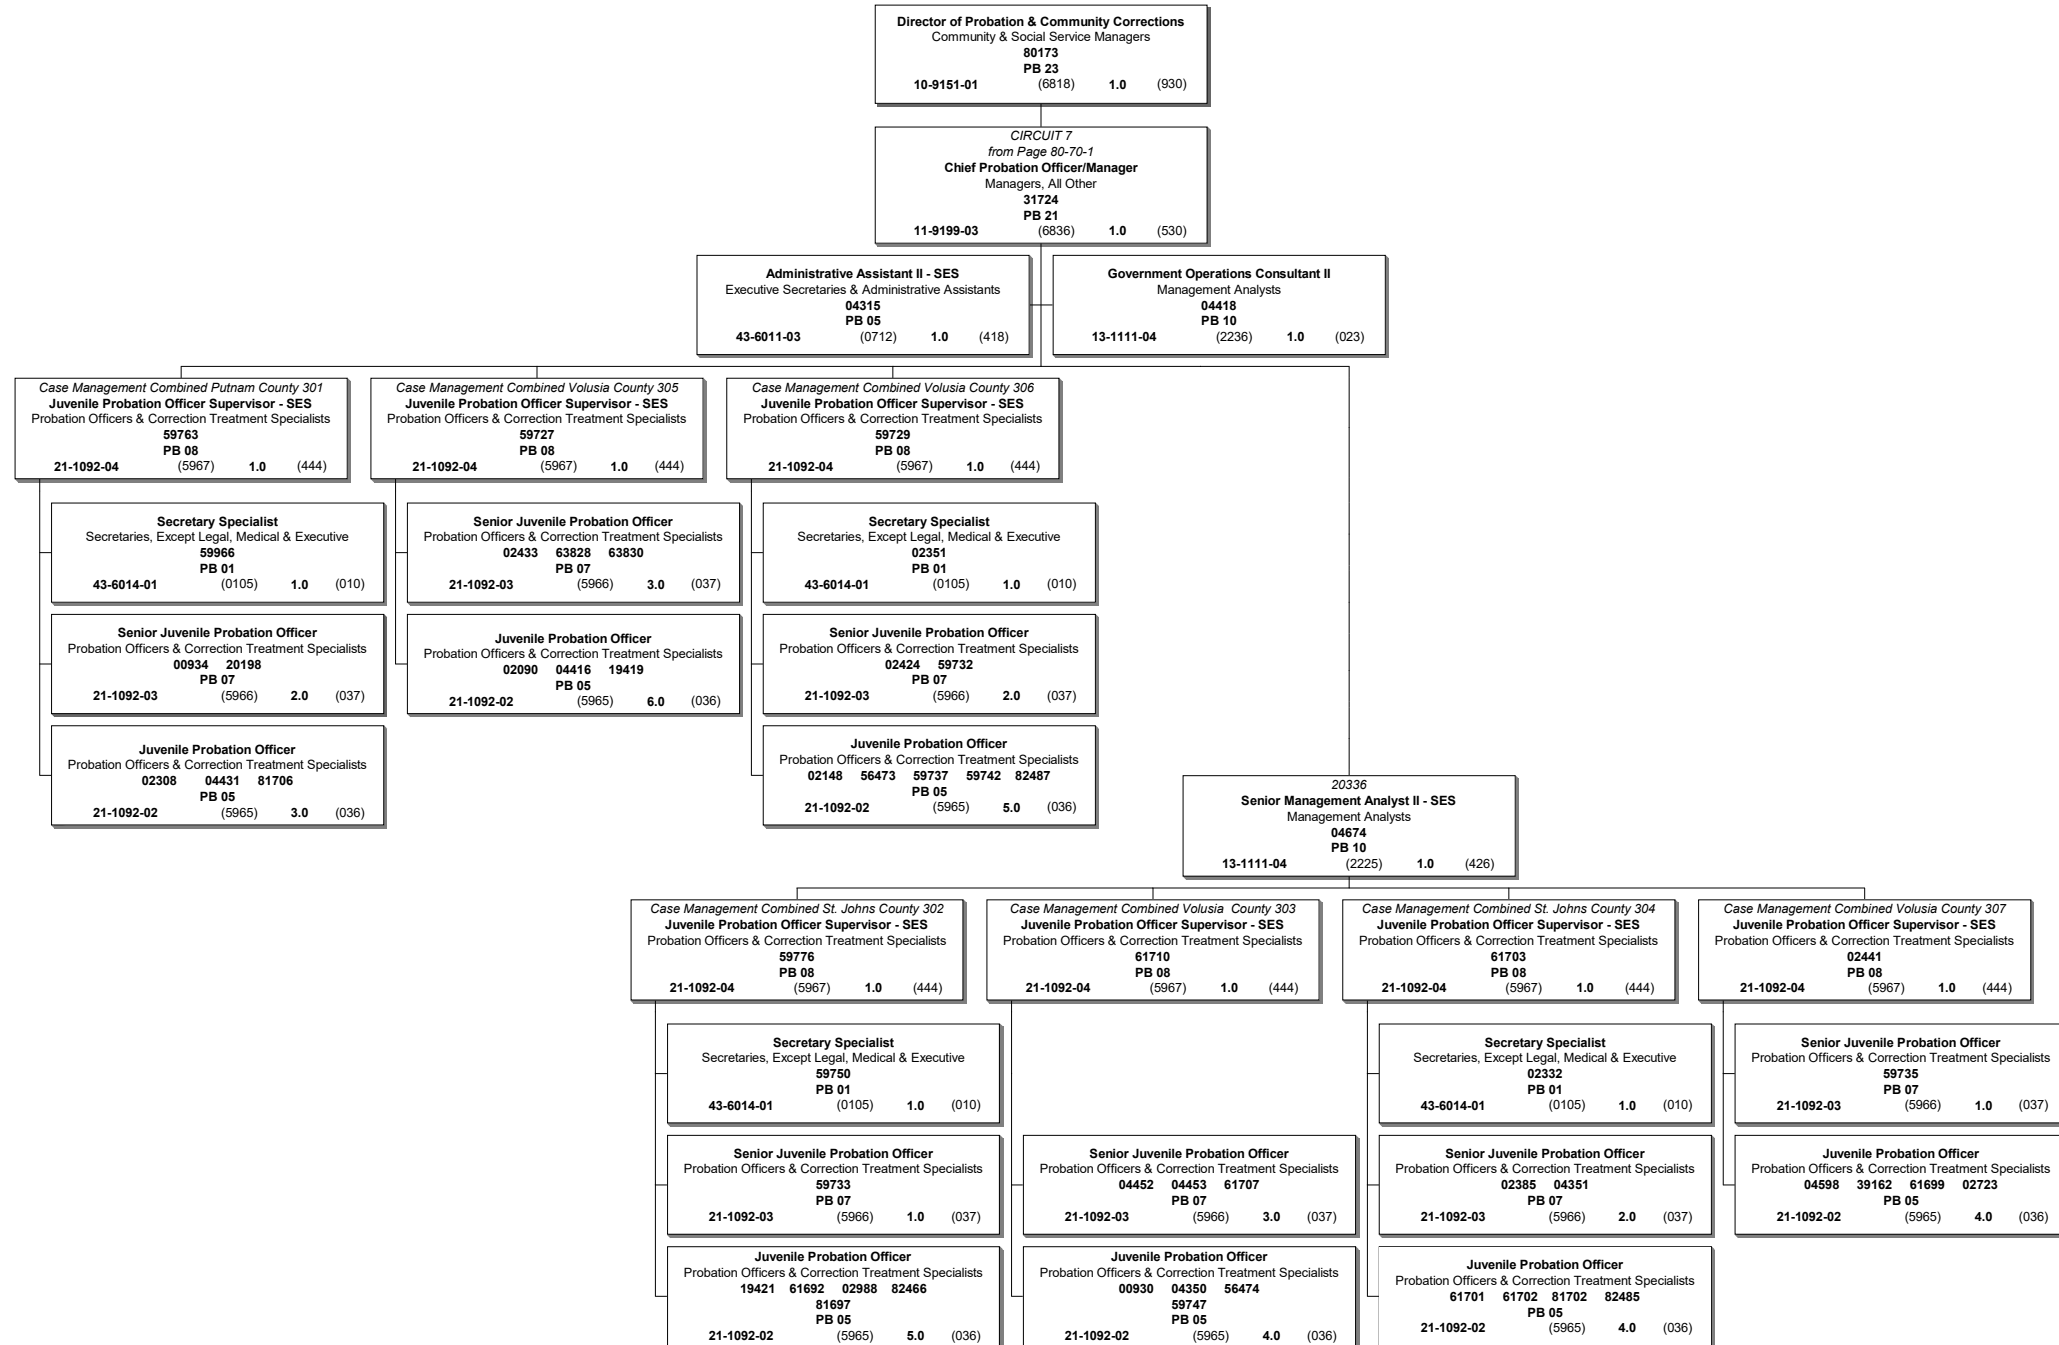 Director of Probation & Community Corrections
Community & Social Service Managers
80173
PB 23
10-9151-01 (6818) 1.0 (930)
CIRCUIT 7
from Page 80-70-1
Chief Probation Officer/Manager
Managers, All Other
31724
PB 21
11-9199-03 (6836) 1.0 (530)
Administrative Assistant II - SES
Executive Secretaries & Administrative Assistants
04315
PB 05
43-6011-03 (0712) 1.0 (418)
Government Operations Consultant II
Management Analysts
04418
PB 10
13-1111-04 (2236) 1.0 (023)
Case Management Combined Putnam County 301
Juvenile Probation Officer Supervisor - SES
Probation Officers & Correction Treatment Specialists
59763
PB 08
21-1092-04 (5967) 1.0 (444)
Secretary Specialist
Secretaries, Except Legal, Medical & Executive
59966
PB 01
43-6014-01 (0105) 1.0 (010)
Senior Juvenile Probation Officer
Probation Officers & Correction Treatment Specialists
00934 20198
PB 07
21-1092-03 (5966) 2.0 (037)
Juvenile Probation Officer
Probation Officers & Correction Treatment Specialists
02308 04431 81706
PB 05
21-1092-02 (5965) 3.0 (036)
Case Management Combined Volusia County 305
Juvenile Probation Officer Supervisor - SES
Probation Officers & Correction Treatment Specialists
59727
PB 08
21-1092-04 (5967) 1.0 (444)
Senior Juvenile Probation Officer
Probation Officers & Correction Treatment Specialists
02433 63828 63830
PB 07
21-1092-03 (5966) 3.0 (037)
Juvenile Probation Officer
Probation Officers & Correction Treatment Specialists
02090 04416 19419
PB 05
21-1092-02 (5965) 6.0 (036)
Case Management Combined Volusia County 306
Juvenile Probation Officer Supervisor - SES
Probation Officers & Correction Treatment Specialists
59729
PB 08
21-1092-04 (5967) 1.0 (444)
Secretary Specialist
Secretaries, Except Legal, Medical & Executive
02351
PB 01
43-6014-01 (0105) 1.0 (010)
Senior Juvenile Probation Officer
Probation Officers & Correction Treatment Specialists
02424 59732
PB 07
21-1092-03 (5966) 2.0 (037)
Juvenile Probation Officer
Probation Officers & Correction Treatment Specialists
02148 56473 59737 59742 82487
PB 05
21-1092-02 (5965) 5.0 (036)
20336
Senior Management Analyst II - SES
Management Analysts
04674
PB 10
13-1111-04 (2225) 1.0 (426)
Case Management Combined St. Johns County 302
Juvenile Probation Officer Supervisor - SES
Probation Officers & Correction Treatment Specialists
59776
PB 08
21-1092-04 (5967) 1.0 (444)
Secretary Specialist
Secretaries, Except Legal, Medical & Executive
59750
PB 01
43-6014-01 (0105) 1.0 (010)
Senior Juvenile Probation Officer
Probation Officers & Correction Treatment Specialists
59733
PB 07
21-1092-03 (5966) 1.0 (037)
Juvenile Probation Officer
Probation Officers & Correction Treatment Specialists
19421 61692 02988 82466
81697
PB 05
21-1092-02 (5965) 5.0 (036)
Case Management Combined Volusia County 303
Juvenile Probation Officer Supervisor - SES
Probation Officers & Correction Treatment Specialists
61710
PB 08
21-1092-04 (5967) 1.0 (444)
Senior Juvenile Probation Officer
Probation Officers & Correction Treatment Specialists
04452 04453 61707
PB 07
21-1092-03 (5966) 3.0 (037)
Juvenile Probation Officer
Probation Officers & Correction Treatment Specialists
00930 04350 56474
59747
PB 05
21-1092-02 (5965) 4.0 (036)
Case Management Combined St. Johns County 304
Juvenile Probation Officer Supervisor - SES
Probation Officers & Correction Treatment Specialists
61703
PB 08
21-1092-04 (5967) 1.0 (444)
Secretary Specialist
Secretaries, Except Legal, Medical & Executive
02332
PB 01
43-6014-01 (0105) 1.0 (010)
Senior Juvenile Probation Officer
Probation Officers & Correction Treatment Specialists
02385 04351
PB 07
21-1092-03 (5966) 2.0 (037)
Juvenile Probation Officer
Probation Officers & Correction Treatment Specialists
61701 61702 81702 82485
PB 05
21-1092-02 (5965) 4.0 (036)
Case Management Combined Volusia County 307
Juvenile Probation Officer Supervisor - SES
Probation Officers & Correction Treatment Specialists
02441
PB 08
21-1092-04 (5967) 1.0 (444)
Senior Juvenile Probation Officer
Probation Officers & Correction Treatment Specialists
59735
PB 07
21-1092-03 (5966) 1.0 (037)
Juvenile Probation Officer
Probation Officers & Correction Treatment Specialists
04598 39162 61699 02723
PB 05
21-1092-02 (5965) 4.0 (036)